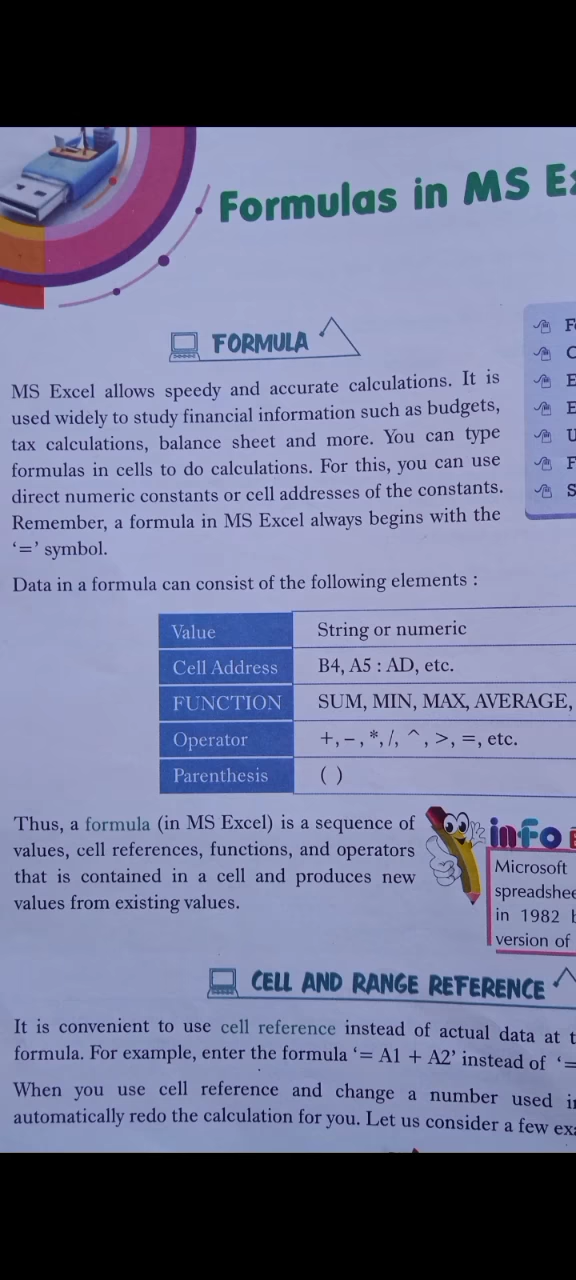 Formulas in MS
FORMULA
MS Excel allows speedy and accurate calculations. It is
used widely to study financial information such as budgets,
tax calculations, balance sheet and more. You can type
formulas in cells to do calculations. For this, you can use
direct numeric constants or cell addresses of the constants.
Remember, a formula in MS Excel always begins with the
‘=’ symbol.
Data in a formula can consist of the following elements :
Value String or numeric
Cell Address B4, A5 : AD, etc.
FUNCTION SUM, MIN, MAX, AVERAGE,
Operator +, – , *, /, ^ , >, =, etc.
Parenthesis ( )
Thus, a formula (in MS Excel) is a sequence of
values, cell references, functions, and operators
that is contained in a cell and produces new
values from existing values.
info
Microsoft
in 1982
version of
CELL AND RANGE REFERENCE
It is convenient to use cell reference instead of actual data at
formula. For example, enter the formula ‘= A1 + A2’ instead of ‘=
When you use cell reference and change a number used
automatically redo the calculation for you. Let us consider a few